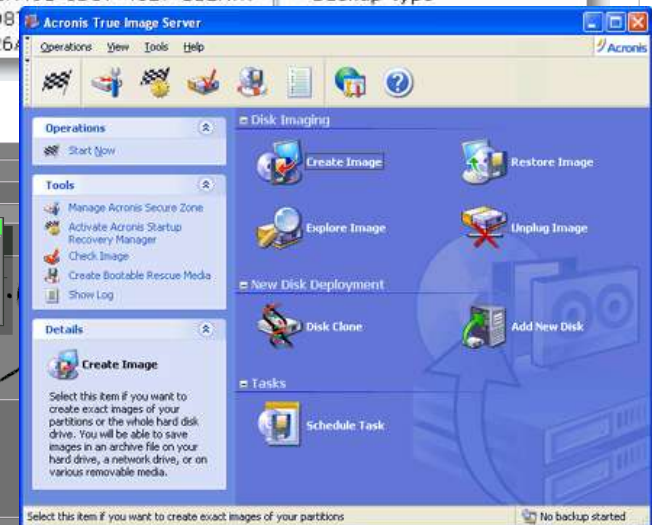 Backup type
Acronis True Image Server
Operations View Tools Help
Acronis
Operations
Start Now
Tools
Manage Acronis Secure Zone
Activate Acronis Startup
Recovery Manager
Check Image
Create Bootable Rescue Media
Show Log
Details
Create Image
Select this item if you want to
create exact images of your
partitions or the whole hard disk
drive. You will be able to save
images in an archive file on your
hard drive, a network drive, or on
various removable media.
Disk Imaging
Create Image
Restore Image
Explore Image
Unplug Image
New Disk Deployment
Disk Clone
Add New Disk
Tasks
Schedule Task
Select this item if you want to create exact images of your partitions
No backup started